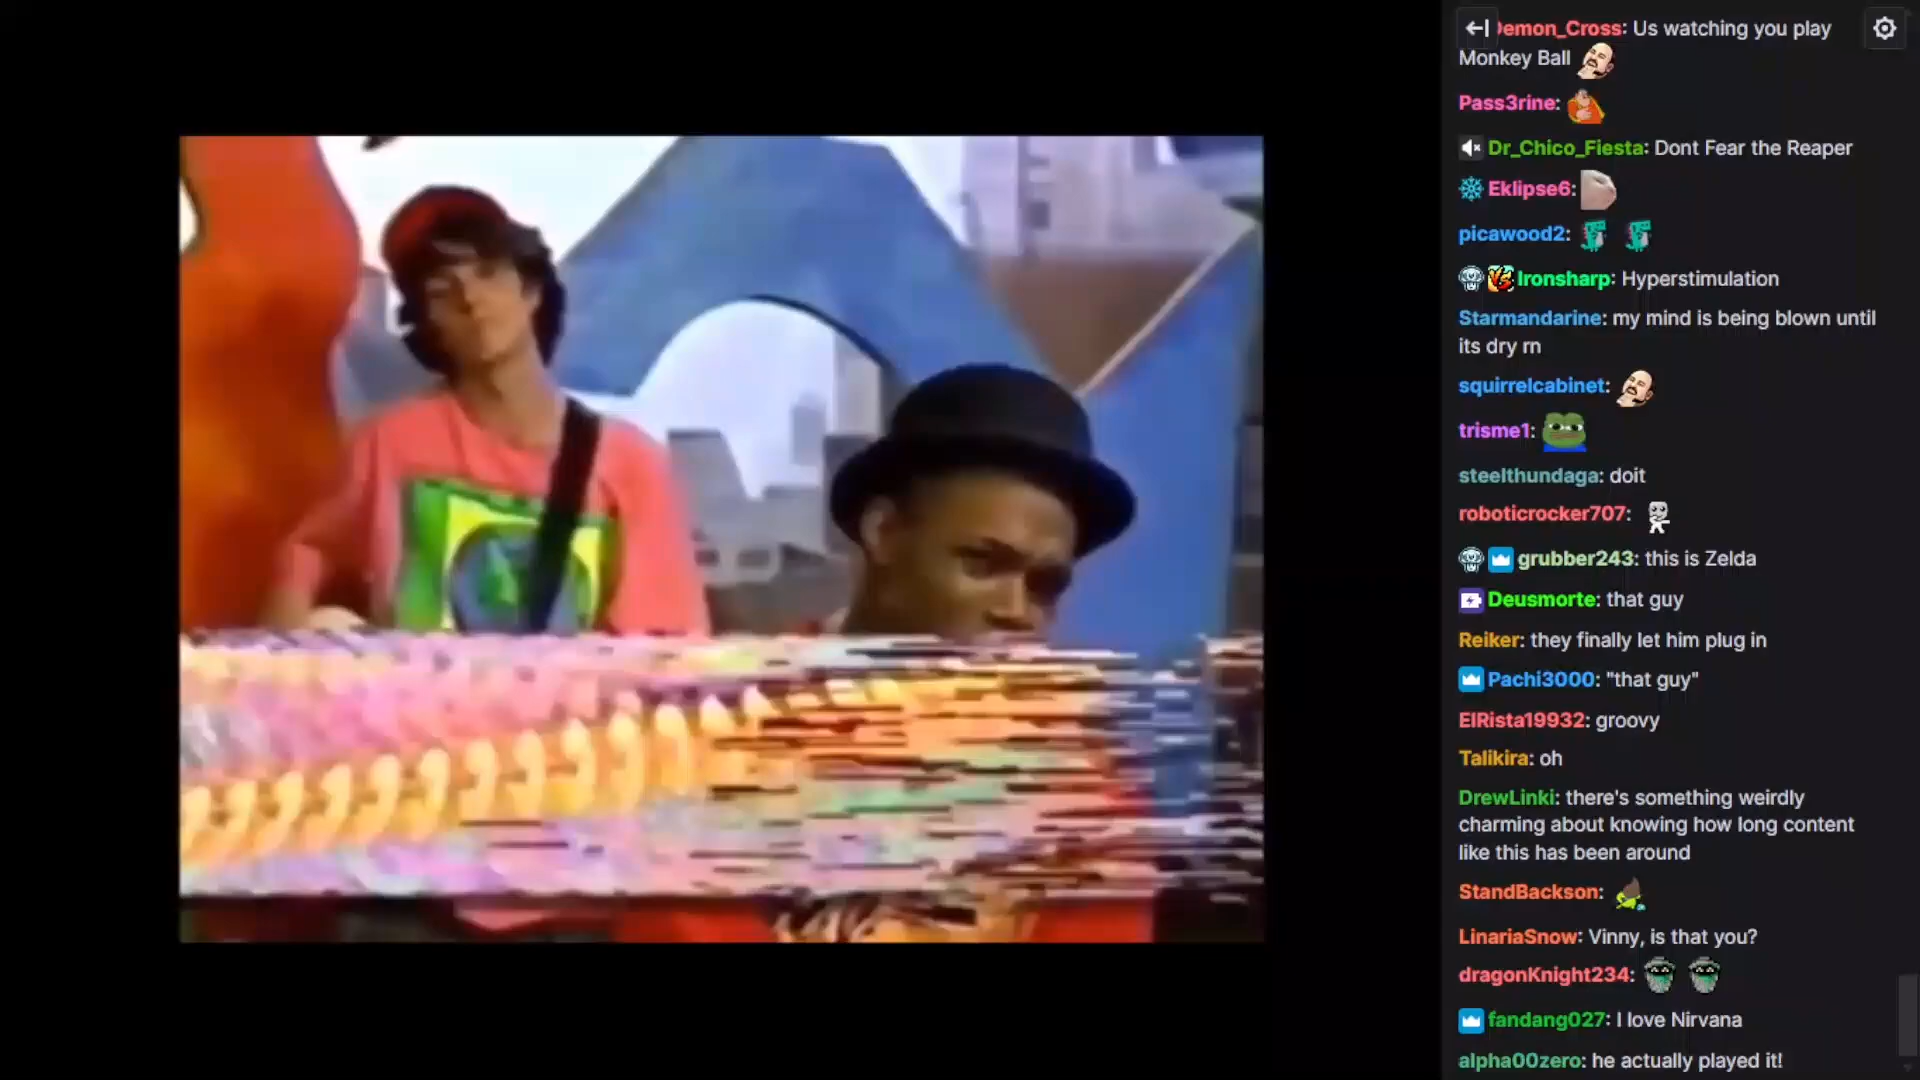 Demon_Cross: Us watching you play
Monkey Ball
Pass3rine:
Dr_Chico_Fiesta: Dont Fear the Reaper
Eklipse6:
picawood2:
Ironsharp: Hyperstimulation
Starmandarine: my mind is being blown until
its dry rn
squirrelcabinet:
trisme1:
steelthundaga: doit
roboticrocker707:
grubber243: this is Zelda
Deusmorte: that guy
Reiker: they finally let him plug in
Pachi3000: "that guy"
ElRista19932: groovy
Talikira: oh
DrewLinki: there's something weirdly
charming about knowing how long content
like this has been around
StandBackson:
LinariaSnow: Vinny, is that you?
dragonKnight234:
fandang027: I love Nirvana
alpha00zero: he actually played it!